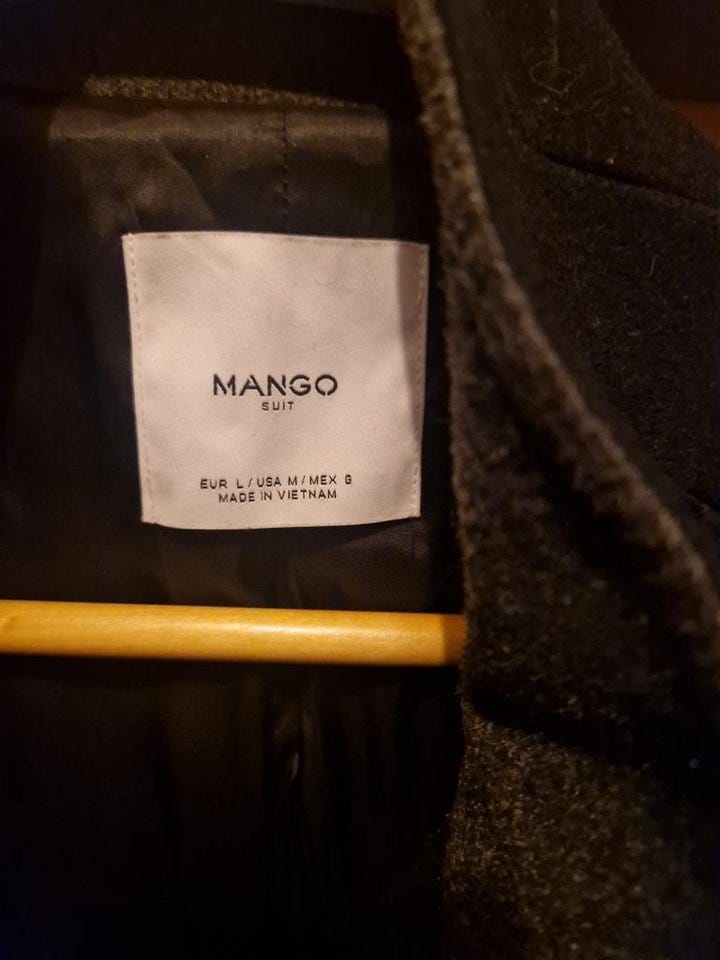 MANGO
SUIT
EUR L / USA M / MEX G
MADE IN VIETNAM